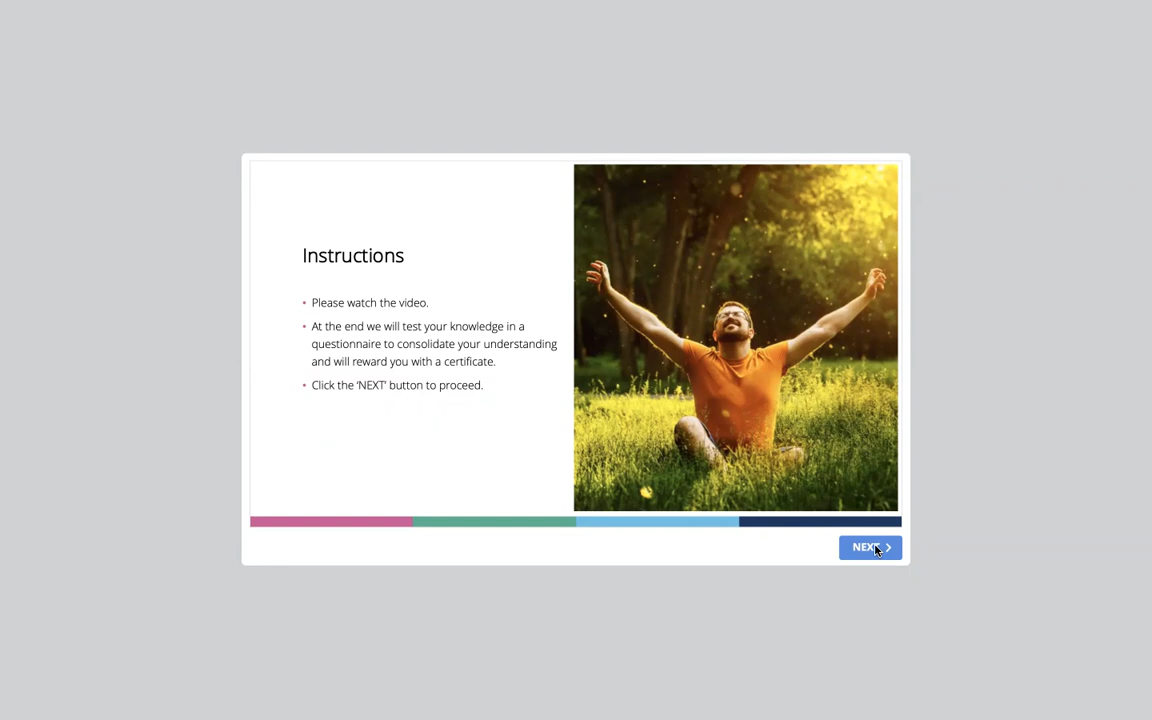 Instructions
• Please watch the video.
• At the end we will test your knowledge in a
questionnaire to consolidate your understanding
and will reward you with a certificate.
• Click the ‘NEXT’ button to proceed.
NEXT